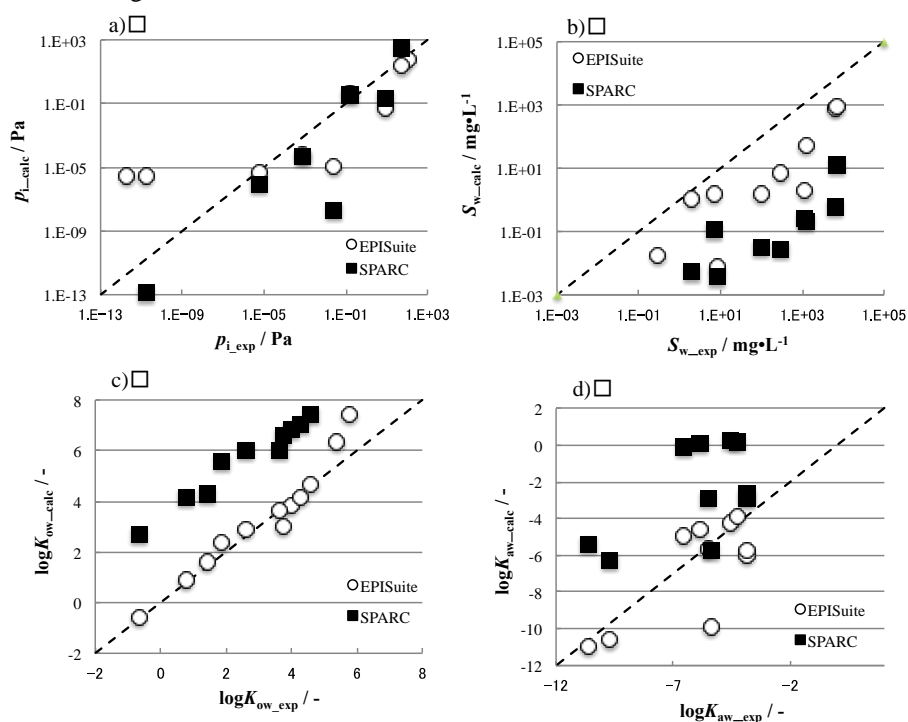 a)□
b)□
1.E+03
1.E-01
1.E-05
1.E-09
1.E-13
1.E-13 1.E-09 1.E-05 1.E-01 1.E+03
pi_calc / Pa
pi_exp / Pa
EPISuite
SPARC
1.E+05
1.E+03
1.E+01
1.E-01
1.E-03
1.E-03 1.E-01 1.E+01 1.E+03 1.E+05
Sw_calc / mg•L-1
Sw_exp / mg•L-1
EPISuite
SPARC
c)□
d)□
8
6
4
2
0
-2
-2 0 2 4 6 8
logKow_calc / -
logKow_exp / -
EPISuite
SPARC
2
0
-2
-4
-6
-8
-10
-12
-12 -7 -2
logKaw_calc / -
logKaw_exp / -
EPISuite
SPARC